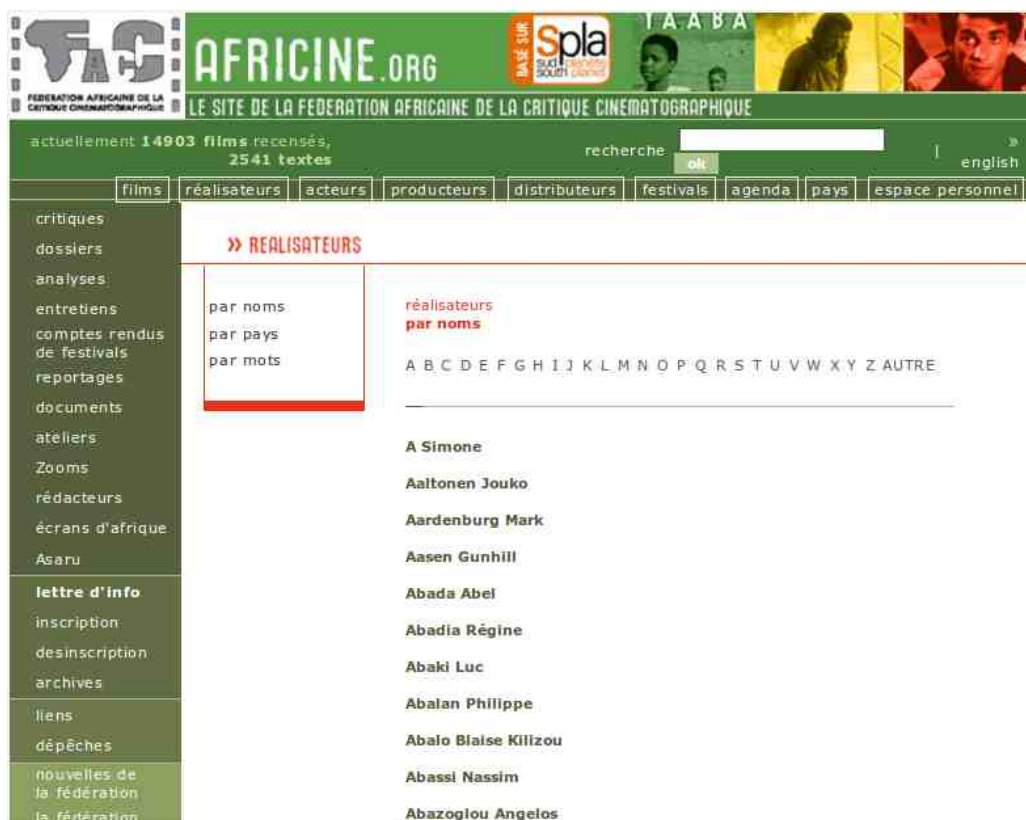 FEDERATION AFRICAINE DE LA
CRITIQUE CINEMATOGRAPHIQUE
AFRICINE.ORG
BASÉ SUR
Spla
sud planète
south planet
TAABA
LE SITE DE LA FEDERATION AFRICAINE DE LA CRITIQUE CINEMATOGRAPHIQUE
actuellement 14903 films recensés,
2541 textes
recherche
ok
|
»
english
films réalisateurs acteurs producteurs distributeurs festivals agenda pays espace personnel
critiques
dossiers
analyses
entretiens
comptes rendus
de festivals
reportages
documents
ateliers
Zooms
rédacteurs
écrans d'afrique
Asaru
lettre d'info
inscription
desinscription
archives
liens
dépêches
nouvelles de
la fédération
la fédération
» REALISATEURS
par noms
par pays
par mots
réalisateurs
par noms
A B C D E F G H I J K L M N O P Q R S T U V W X Y Z AUTRE
A Simone
Aaltonen Jouko
Aardenburg Mark
Aasen Gunhill
Abada Abel
Abadia Régine
Abaki Luc
Abalan Philippe
Abalo Blaise Kilizou
Abassi Nassim
Abazoglou Angelos